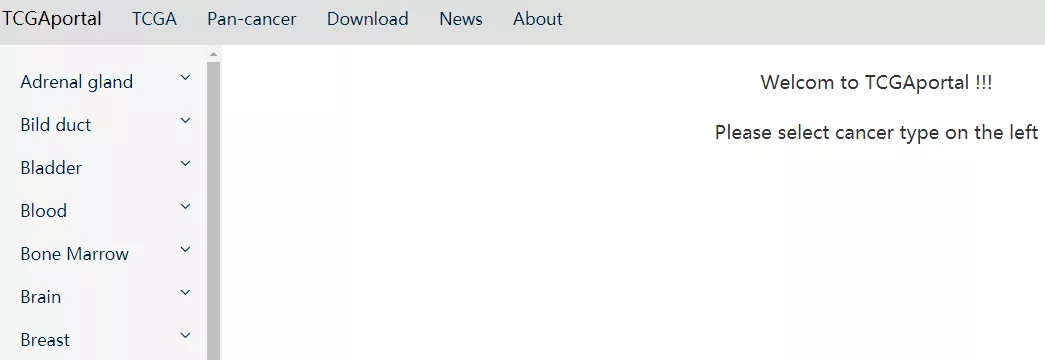 TCGAportal TCGA Pan-cancer Download News About
Adrenal gland
Bild duct
Bladder
Blood
Bone Marrow
Brain
Breast
Welcom to TCGAportal !!!
Please select cancer type on the left